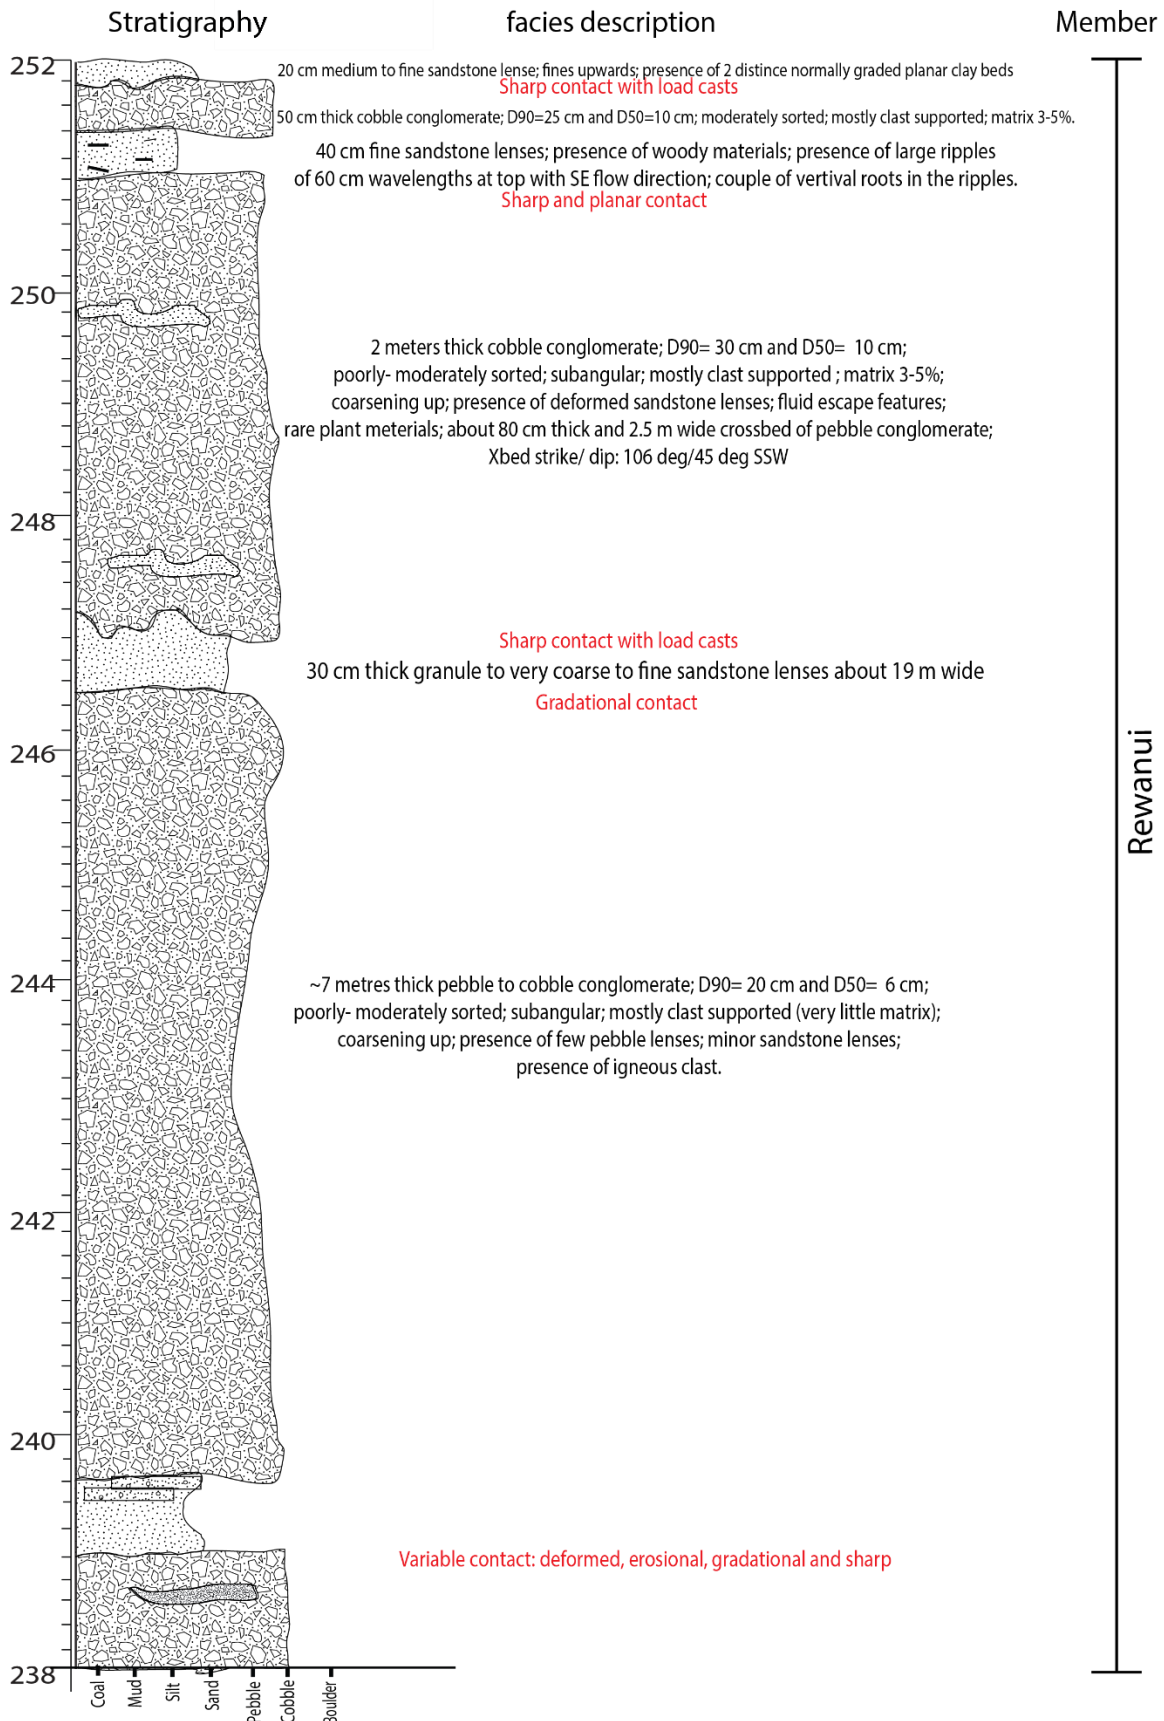 Stratigraphy
facies description
Member
252
20 cm medium to fine sandstone lense; fines upwards; presence of 2 distince normally graded planar clay beds
Sharp contact with load casts
50 cm thick cobble conglomerate; D90=25 cm and D50=10 cm; moderately sorted; mostly clast supported; matrix 3-5%.
40 cm fine sandstone lenses; presence of woody materials; presence of large ripples
of 60 cm wavelengths at top with SE flow direction; couple of vertival roots in the ripples.
Sharp and planar contact
250
2 meters thick cobble conglomerate; D90= 30 cm and D50= 10 cm;
poorly- moderately sorted; subangular; mostly clast supported ; matrix 3-5%;
coarsening up; presence of deformed sandstone lenses; fluid escape features;
rare plant meterials; about 80 cm thick and 2.5 m wide crossbed of pebble conglomerate;
Xbed strike/ dip: 106 deg/45 deg SSW
248
Sharp contact with load casts
30 cm thick granule to very coarse to fine sandstone lenses about 19 m wide
Gradational contact
246
Rewanui
244
~7 metres thick pebble to cobble conglomerate; D90= 20 cm and D50= 6 cm;
poorly- moderately sorted; subangular; mostly clast supported (very little matrix);
coarsening up; presence of few pebble lenses; minor sandstone lenses;
presence of igneous clast.
242
240
Variable contact: deformed, erosional, gradational and sharp
238
Coal
Mud
Silt
Sand
Pebble
Cobble
Boulder